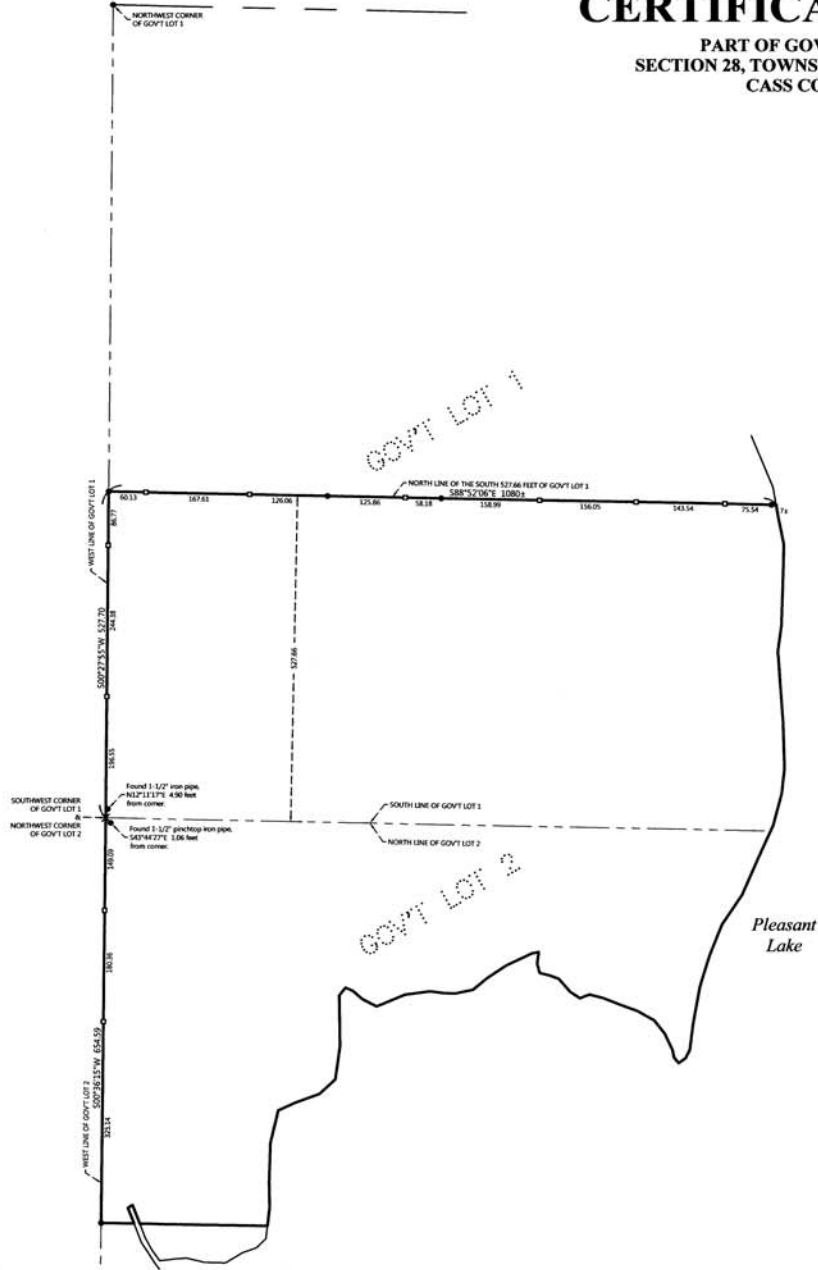 CERTIFICA
PART OF GOV
SECTION 28, TOWNS
CASS CO
NORTHWEST CORNER
OF GOV'T LOT 1
GOV'T LOT 1
NORTH LINE OF THE SOUTH 527.66 FEET OF GOV'T LOT 1
S88°52'06"E 1080±
60.13
167.61
126.06
125.86
58.18
158.99
156.05
143.54
75.54
7±
WEST LINE OF GOV'T LOT 1
86.77
244.38
S00°27'55"W 527.70
527.66
196.55
Found 1-1/2" iron pipe,
N12°11'17"E 4.90 feet
from corner.
SOUTHWEST CORNER
OF GOV'T LOT 1
&
NORTHWEST CORNER
OF GOV'T LOT 2
Found 1-1/2" pinchtop iron pipe,
S43°44'27"E 1.06 feet
from corner.
SOUTH LINE OF GOV'T LOT 1
NORTH LINE OF GOV'T LOT 2
149.09
GOV'T LOT 2
Pleasant
Lake
180.36
S00°36'15"W 654.59
WEST LINE OF GOV'T LOT 2
325.14